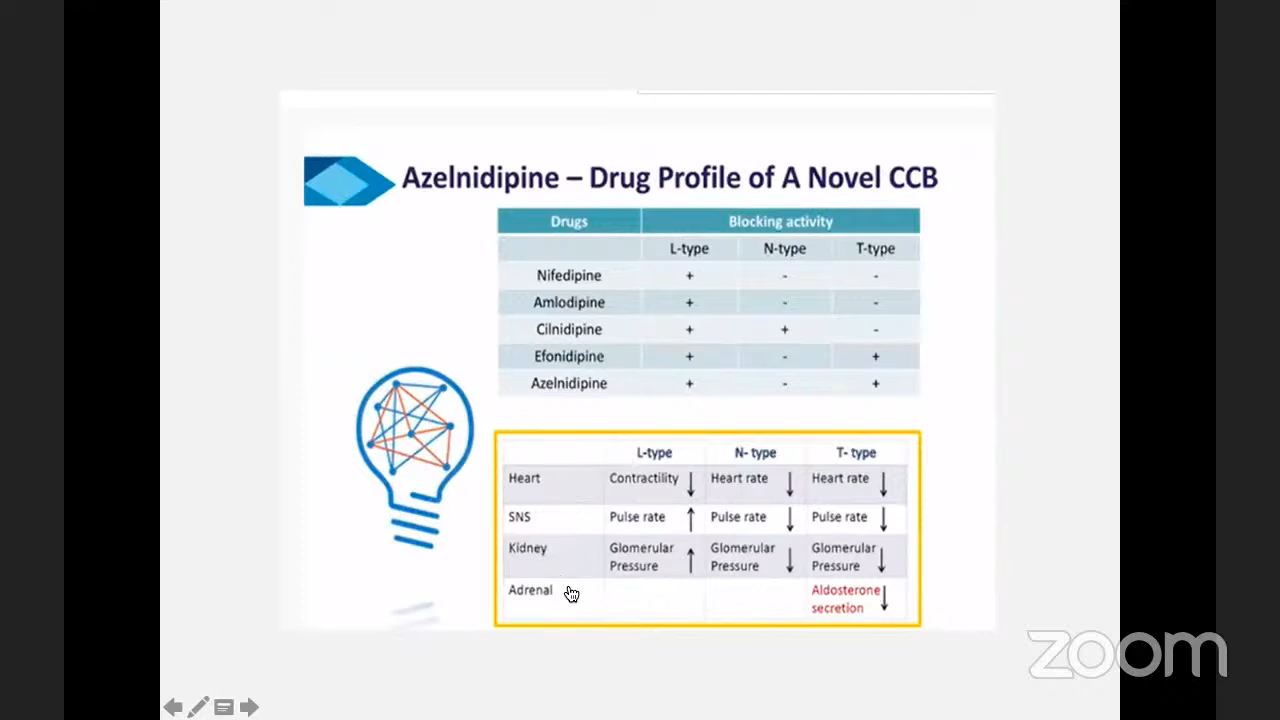 Azelnidipine – Drug Profile of A Novel CCB
Drugs Blocking activity
L-type N-type T-type
Nifedipine + - -
Amlodipine + - -
Cilnidipine + + -
Efonidipine + - +
Azelnidipine + - +
L-type N- type T- type
Heart Contractility ↓ Heart rate ↓ Heart rate ↓
SNS Pulse rate ↑ Pulse rate ↓ Pulse rate ↓
Kidney Glomerular Pressure ↑ Glomerular Pressure ↓ Glomerular Pressure ↓
Adrenal Aldosterone secretion ↓
zoom